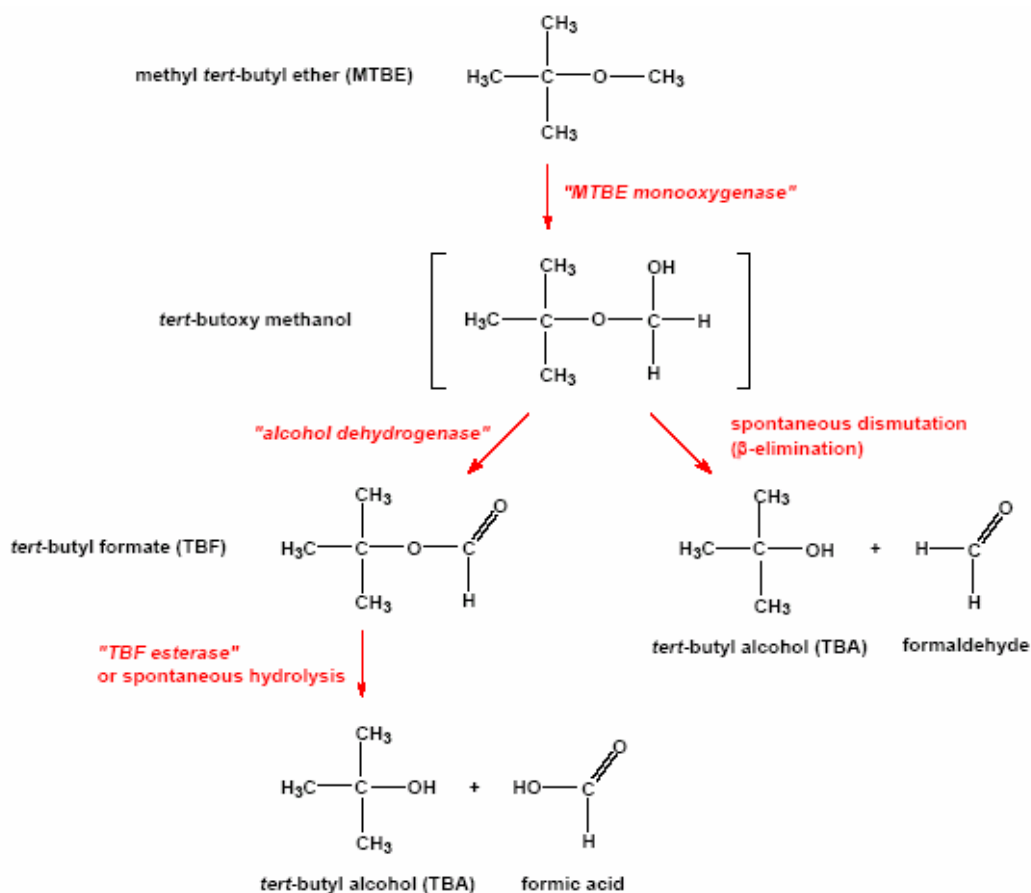 CH₃
methyl tert-butyl ether (MTBE)
H₃C C O CH₃
CH₃
"MTBE monooxygenase"
CH₃ OH
tert-butoxy methanol
H₃C C O C H
CH₃ H
"alcohol dehydrogenase"
spontaneous dismutation
(β-elimination)
CH₃ O
tert-butyl formate (TBF)
H₃C C O C
CH₃ H
CH₃ O
H₃C C OH + H C
CH₃ H
tert-butyl alcohol (TBA) formaldehyde
"TBF esterase"
or spontaneous hydrolysis
CH₃ O
H₃C C OH + HO C
CH₃ H
tert-butyl alcohol (TBA) formic acid